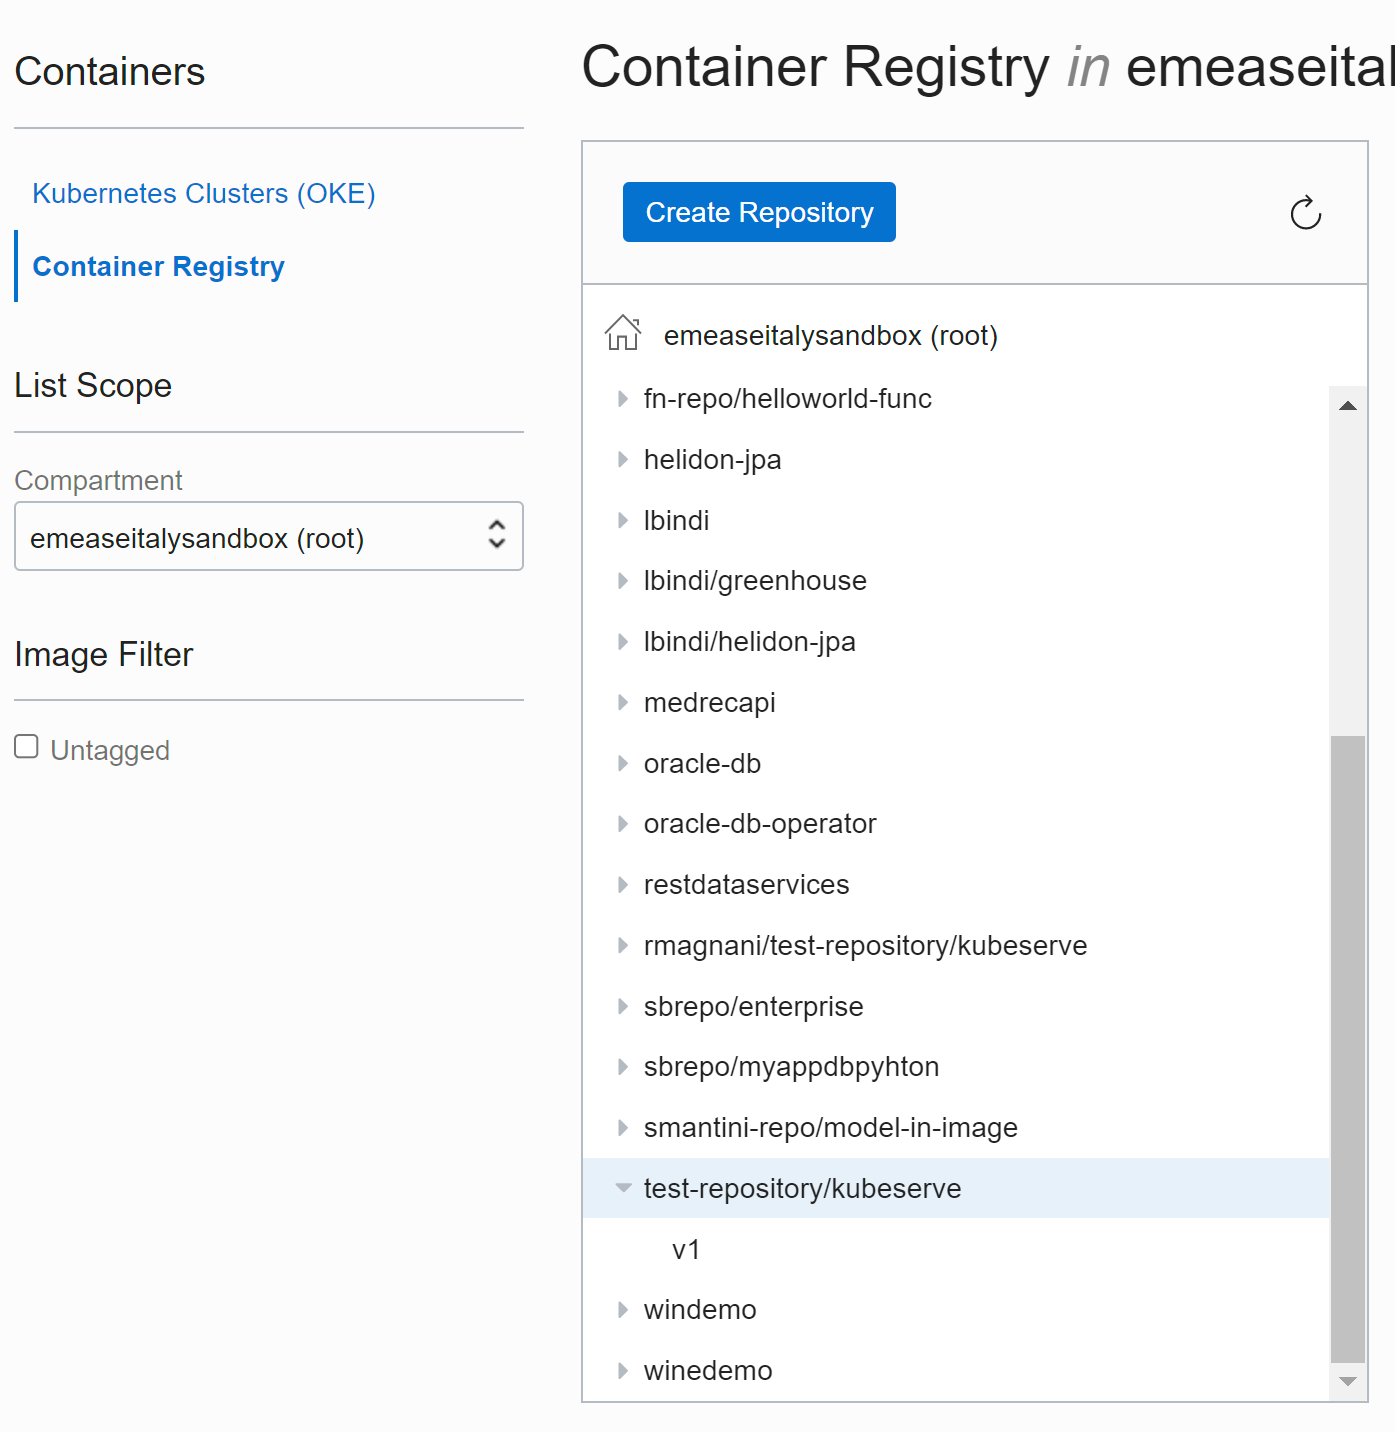 Containers
Kubernetes Clusters (OKE)
Container Registry
List Scope
Compartment
emeaseitalysandbox (root)
Image Filter
Untagged
Container Registry in emeaseital
Create Repository
emeaseitalysandbox (root)
fn-repo/helloworld-func
helidon-jpa
lbindi
lbindi/greenhouse
lbindi/helidon-jpa
medrecapi
oracle-db
oracle-db-operator
restdataservices
rmagnani/test-repository/kubeserve
sbrepo/enterprise
sbrepo/myappdbpyhton
smantini-repo/model-in-image
test-repository/kubeserve
v1
windemo
winedemo